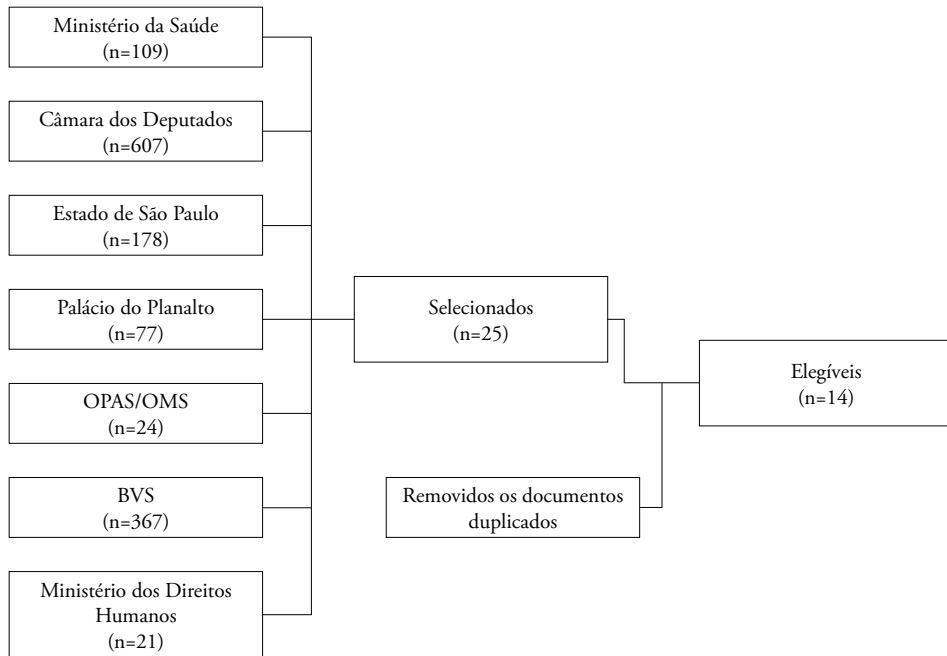 Ministério da Saúde
(n=109)
Câmara dos Deputados
(n=607)
Estado de São Paulo
(n=178)
Palácio do Planalto
(n=77)
OPAS/OMS
(n=24)
BVS
(n=367)
Ministério dos Direitos
Humanos
(n=21)
Selecionados
(n=25)
Removidos os documentos
duplicados
Elegíveis
(n=14)